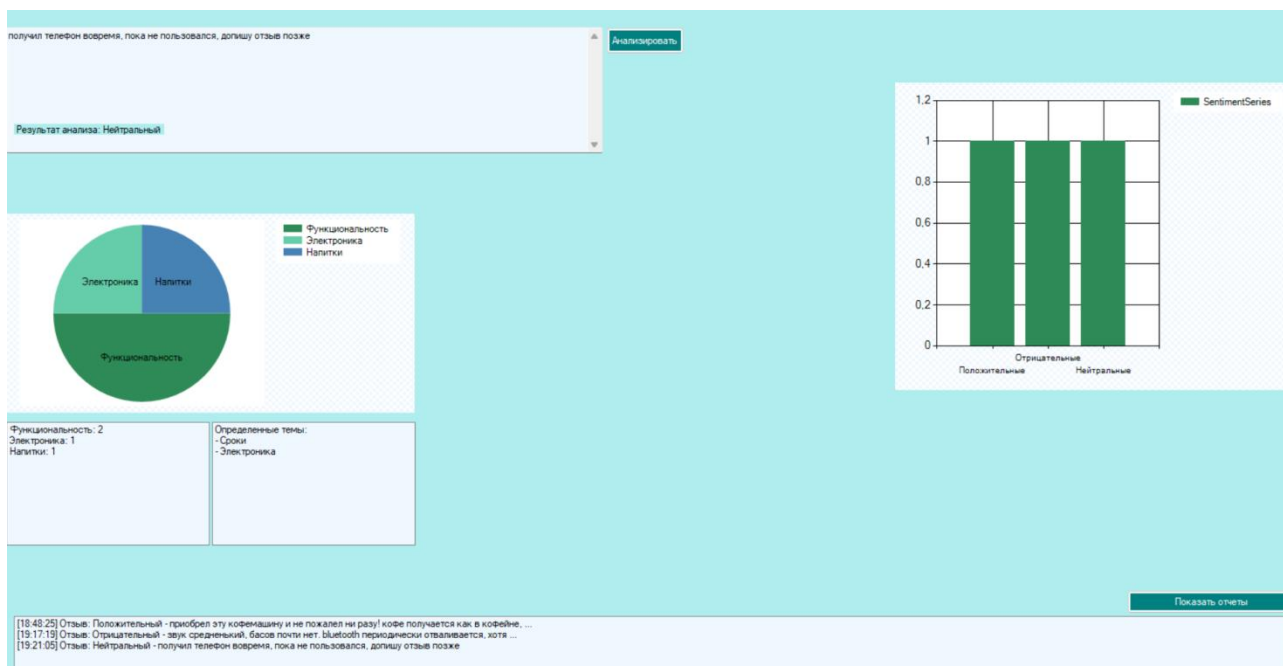 получил телефон вовремя, пока не пользовался, допишу отзыв позже
Анализировать
Результат анализа: Нейтральный
1,2
1
0,8
0,6
0,4
0,2
0
Положительные
Отрицательные
Нейтральные
SentimentSeries
Функциональность
Электроника
Напитки
Электроника
Напитки
Функциональность
Функциональность: 2
Электроника: 1
Напитки: 1
Определенные темы:
- Сроки
- Электроника
Показать отчеты
[18:48:25] Отзыв: Положительный - приобрел эту кофемашину и не пожалел ни разу! кофе получается как в кофейне, ...
[19:17:19] Отзыв: Отрицательный - звук средненький, басов почти нет. bluetooth периодически отваливается, хотя ...
[19:21:05] Отзыв: Нейтральный - получил телефон вовремя, пока не пользовался, допишу отзыв позже